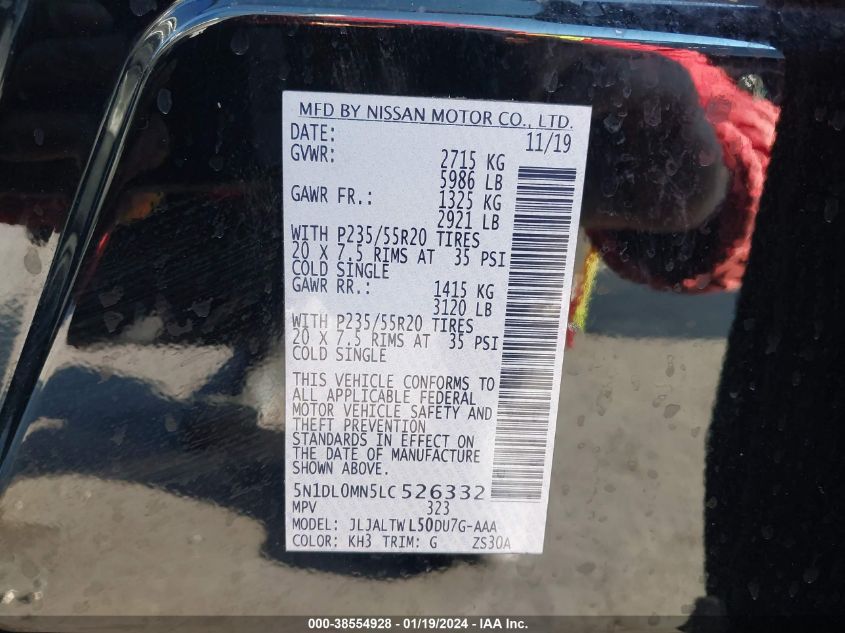 MFD BY NISSAN MOTOR CO., LTD.
DATE: 11/19
GVWR: 2715 KG
5986 LB
GAWR FR.: 1325 KG
2921 LB
WITH P235/55R20 TIRES
20 X 7.5 RIMS AT 35 PSI
COLD SINGLE
GAWR RR.: 1415 KG
3120 LB
WITH P235/55R20 TIRES
20 X 7.5 RIMS AT 35 PSI
COLD SINGLE
THIS VEHICLE CONFORMS TO
ALL APPLICABLE FEDERAL
MOTOR VEHICLE SAFETY AND
THEFT PREVENTION
STANDARDS IN EFFECT ON
THE DATE OF MANUFACTURE
SHOWN ABOVE.
5N1DL0MN5LC 526332
MPV 323
MODEL: JLJALTW L50DU7G-AAA
COLOR: KH3 TRIM: G ZS30A
000-38554928 - 01/19/2024 - IAA Inc.